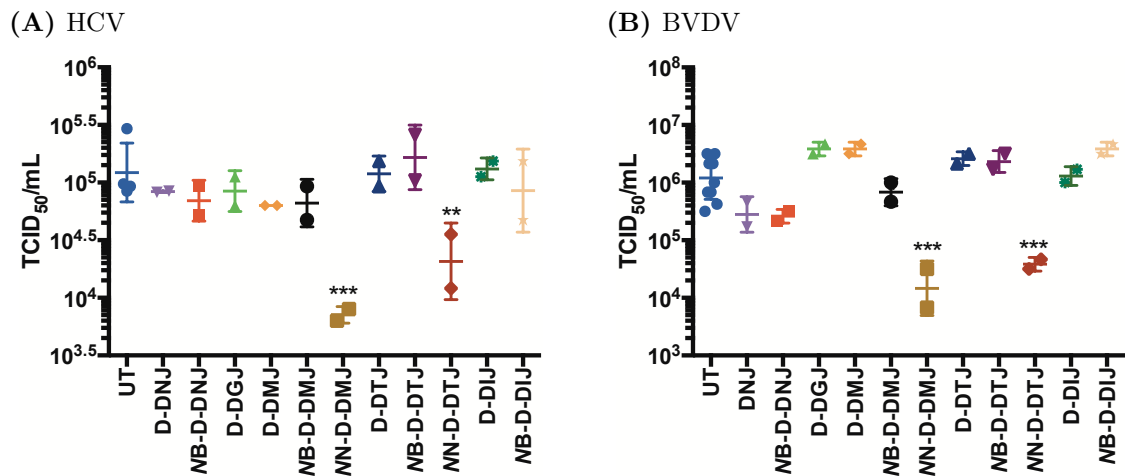 (A) HCV
TCID50/mL
10^6
10^5.5
10^5
10^4.5
10^4
10^3.5
**
***
UT
D-DNJ
NB-D-DNJ
D-DGJ
D-DMJ
NB-D-DMJ
NN-D-DMJ
D-DTJ
NB-D-DTJ
NN-D-DTJ
D-DIJ
NB-D-DIJ
(B) BVDV
TCID50/mL
10^8
10^7
10^6
10^5
10^4
10^3
***
***
UT
DNJ
NB-D-DNJ
D-DGJ
D-DMJ
NB-D-DMJ
NN-D-DMJ
D-DTJ
NB-D-DTJ
NN-D-DTJ
D-DIJ
NB-D-DIJ